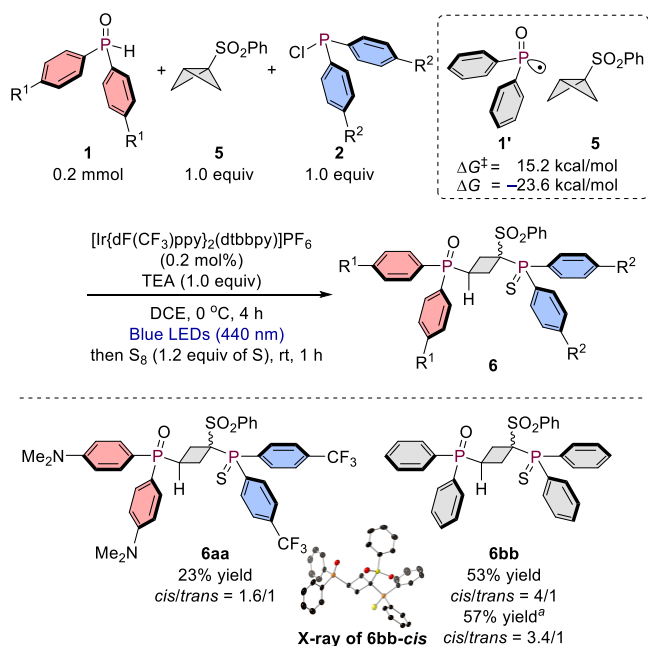 O
P H
R¹
R¹
1
0.2 mmol
+
SO₂Ph
5
1.0 equiv
+
Cl P
R²
R²
2
1.0 equiv
O
P •
1'
SO₂Ph
5
ΔG‡ = 15.2 kcal/mol
ΔG = −23.6 kcal/mol
[Ir{dF(CF₃)ppy}₂(dtbbpy)]PF₆
(0.2 mol%)
TEA (1.0 equiv)
DCE, 0 °C, 4 h
Blue LEDs (440 nm)
then S₈ (1.2 equiv of S), rt, 1 h
O SO₂Ph
R¹ P P R²
H S
R¹ R²
6
O SO₂Ph
Me₂N P P CF₃
H S
Me₂N CF₃
6aa
23% yield
cis/trans = 1.6/1
X-ray of 6bb-cis
O SO₂Ph
P P
H S
6bb
53% yield
cis/trans = 4/1
57% yieldᵃ
cis/trans = 3.4/1